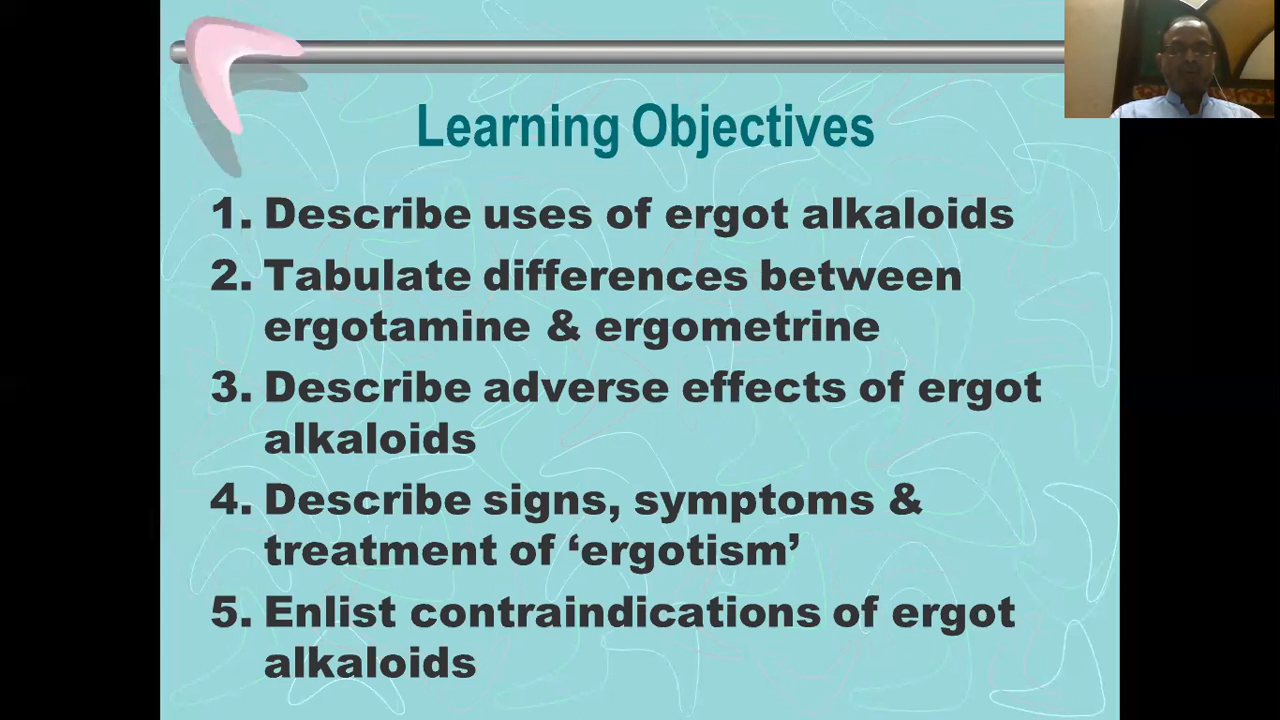 Learning Objectives
1. Describe uses of ergot alkaloids
2. Tabulate differences between
ergotamine & ergometrine
3. Describe adverse effects of ergot
alkaloids
4. Describe signs, symptoms &
treatment of ‘ergotism’
5. Enlist contraindications of ergot
alkaloids